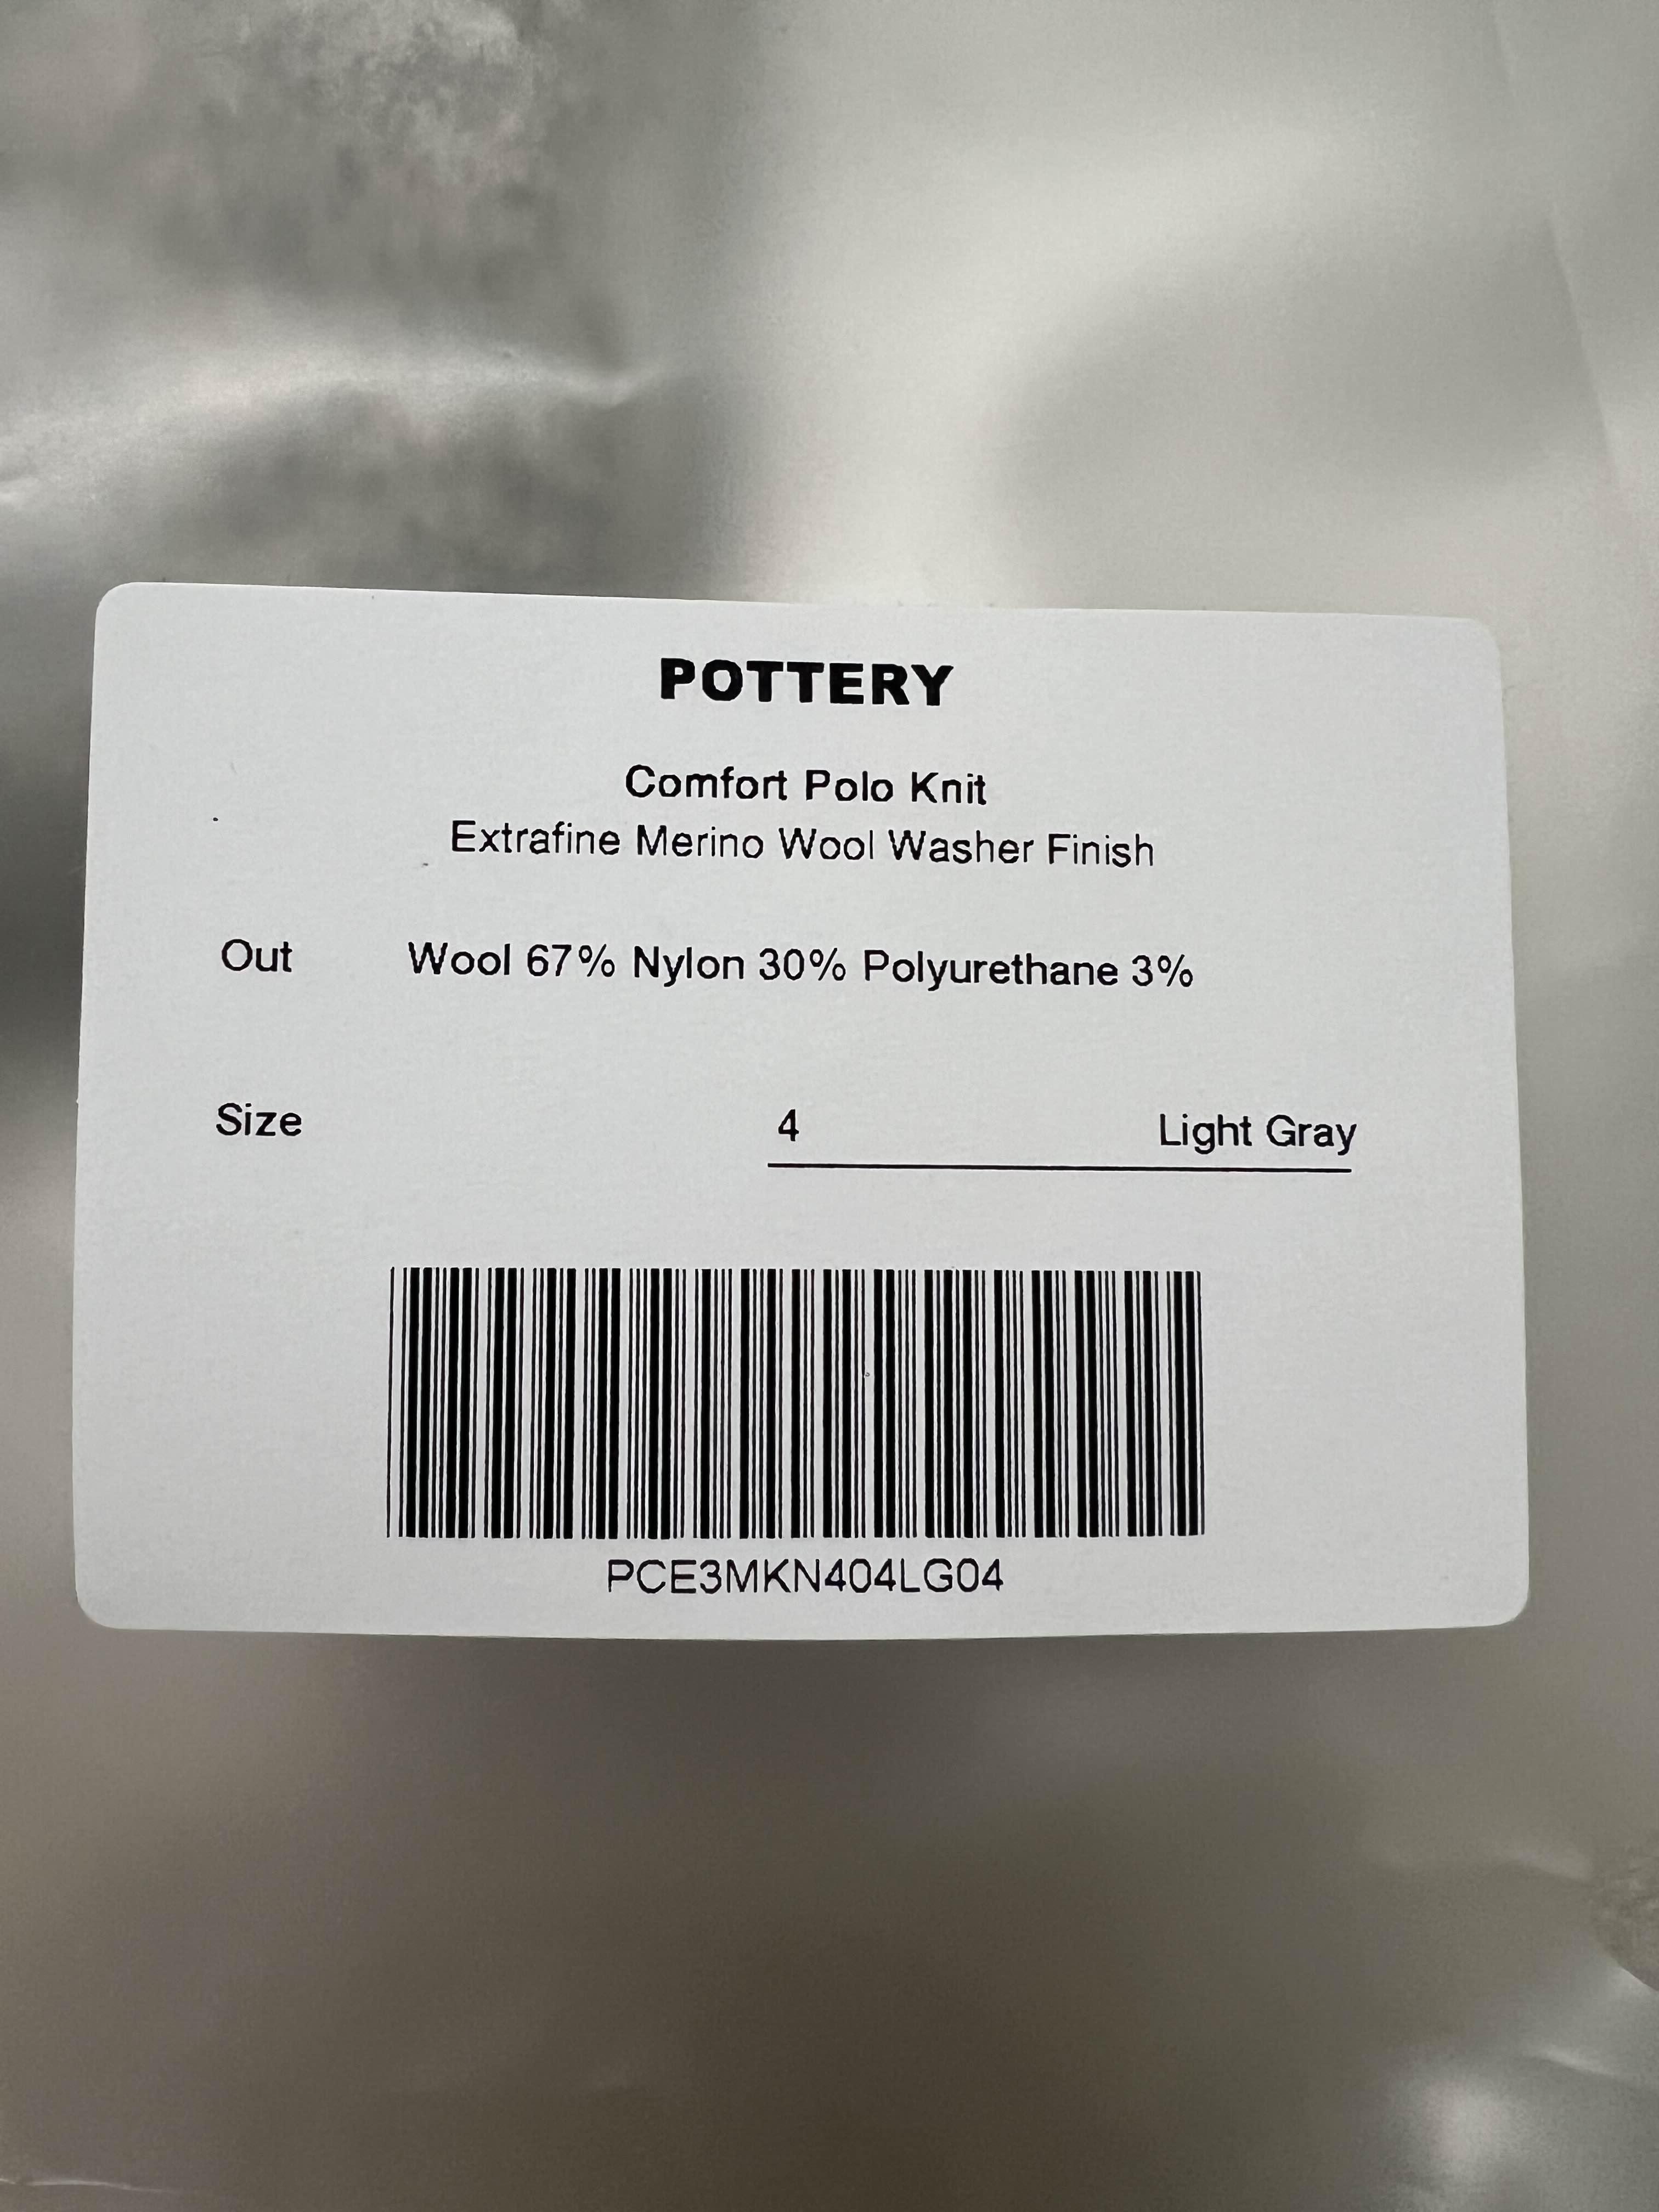 POTTERY
Comfort Polo Knit
Extrafine Merino Wool Washer Finish
Out Wool 67% Nylon 30% Polyurethane 3%
Size 4 Light Gray
PCE3MKN404LG04